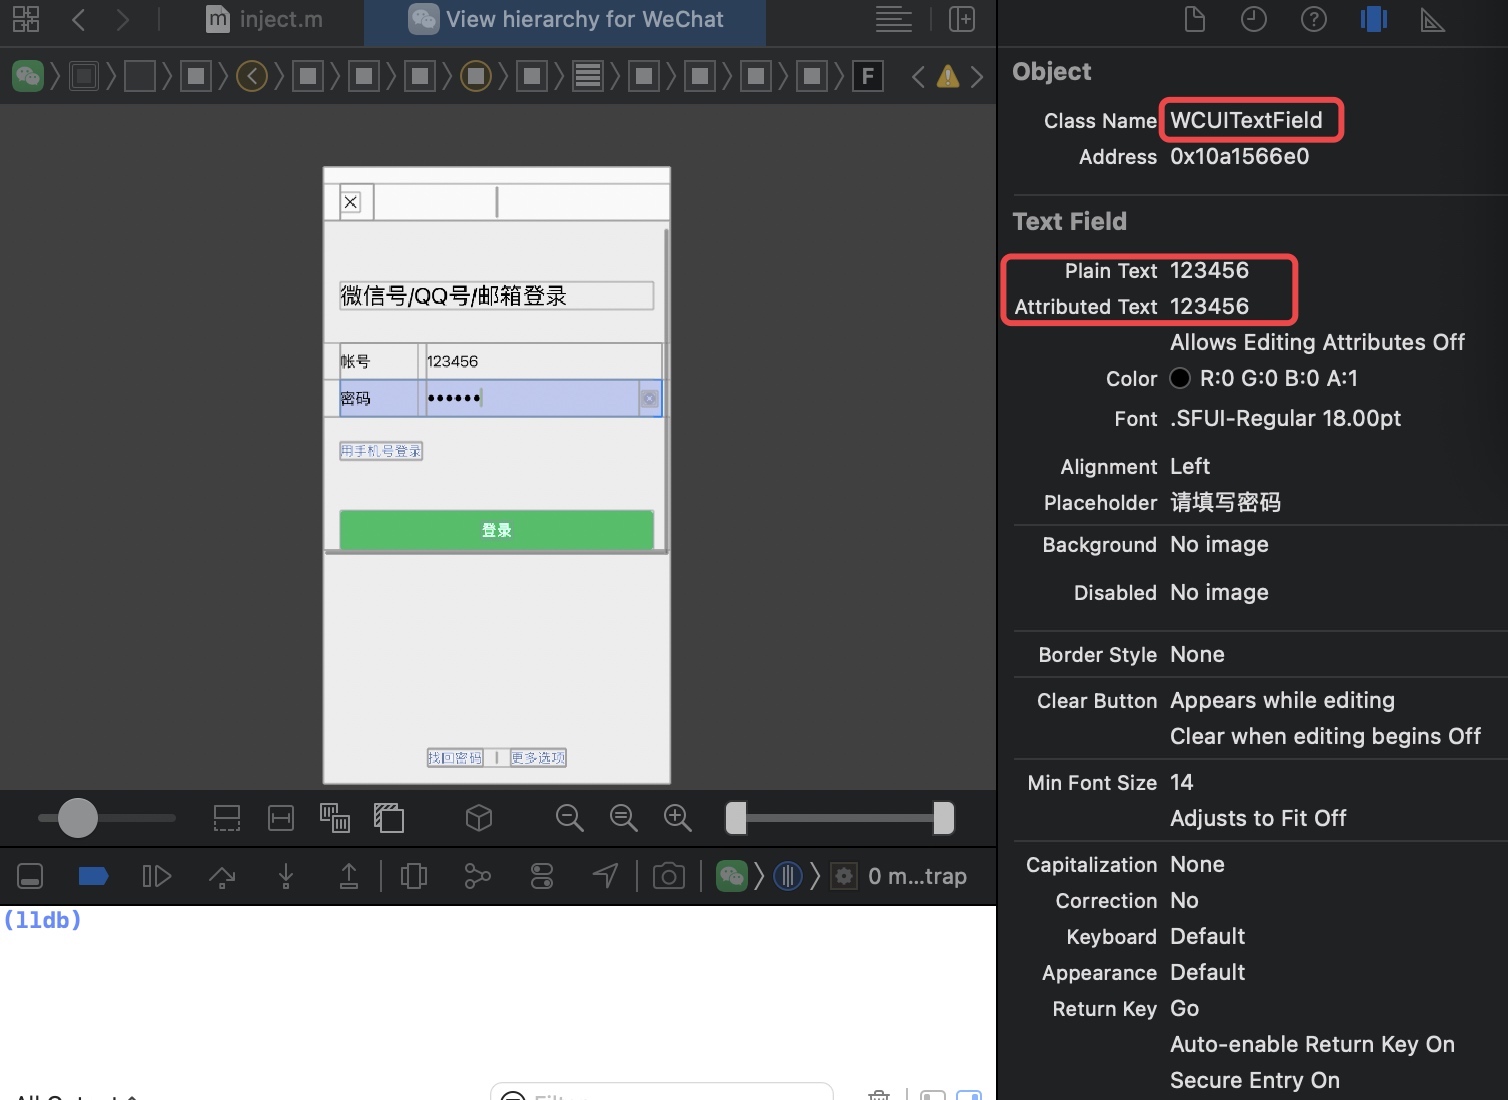 inject.m
View hierarchy for WeChat
F
微信号/QQ号/邮箱登录
帐号
123456
密码
••••••
用手机号登录
登录
找回密码
更多选项
0 m...trap
(lldb)
Object
Class Name WCUITextField
Address 0x10a1566e0
Text Field
Plain Text 123456
Attributed Text 123456
Allows Editing Attributes Off
Color R:0 G:0 B:0 A:1
Font .SFUI-Regular 18.00pt
Alignment Left
Placeholder 请填写密码
Background No image
Disabled No image
Border Style None
Clear Button Appears while editing
Clear when editing begins Off
Min Font Size 14
Adjusts to Fit Off
Capitalization None
Correction No
Keyboard Default
Appearance Default
Return Key Go
Auto-enable Return Key On
Secure Entry On